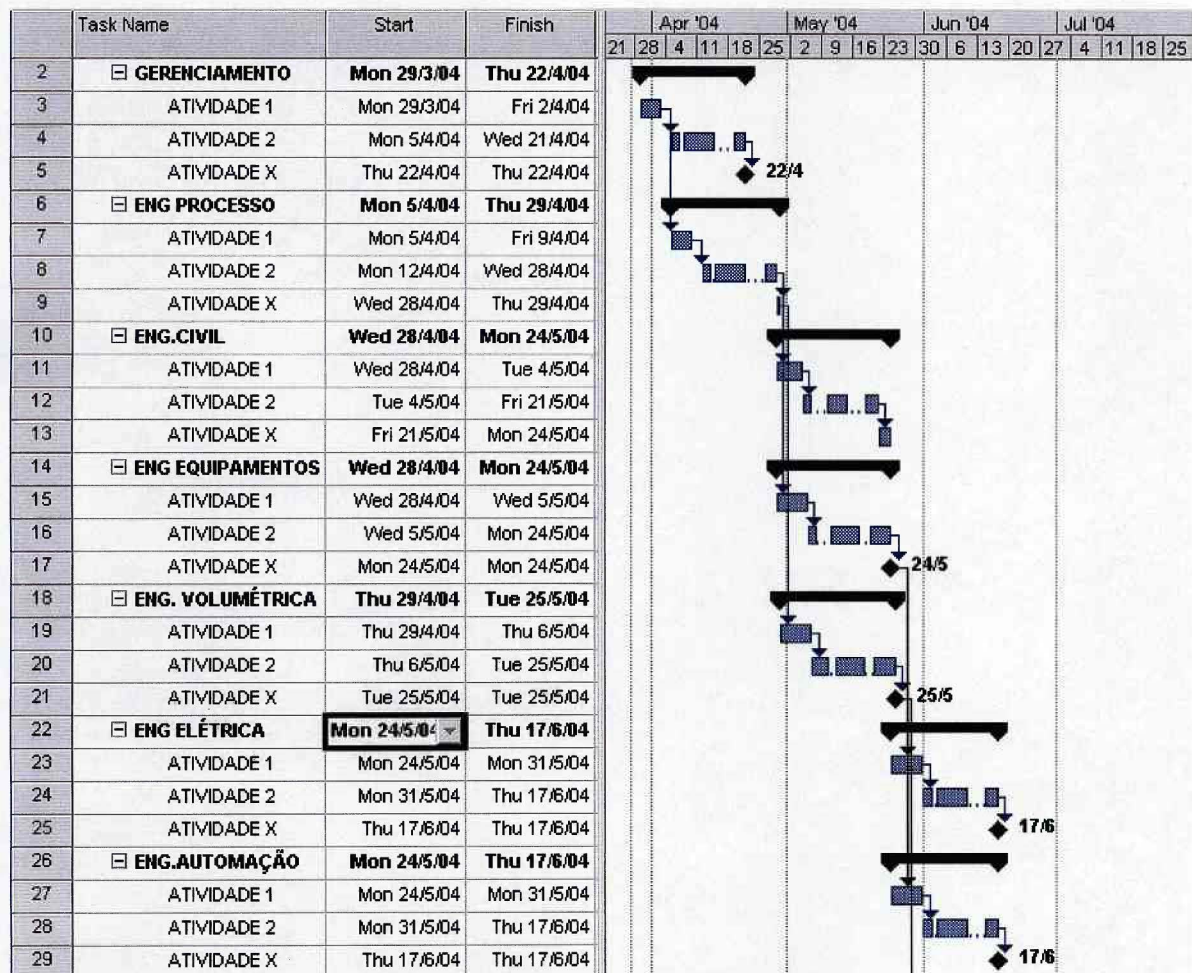 Task Name Start Finish Apr '04 May '04 Jun '04 Jul '04
21 28 4 11 18 25 2 9 16 23 30 6 13 20 27 4 11 18 25
2 GERENCIAMENTO Mon 29/3/04 Thu 22/4/04
3 ATIVIDADE 1 Mon 29/3/04 Fri 2/4/04
4 ATIVIDADE 2 Mon 5/4/04 Wed 21/4/04
5 ATIVIDADE X Thu 22/4/04 Thu 22/4/04 22/4
6 ENG PROCESSO Mon 5/4/04 Thu 29/4/04
7 ATIVIDADE 1 Mon 5/4/04 Fri 9/4/04
8 ATIVIDADE 2 Mon 12/4/04 Wed 28/4/04
9 ATIVIDADE X Wed 28/4/04 Thu 29/4/04
10 ENG.CIVIL Wed 28/4/04 Mon 24/5/04
11 ATIVIDADE 1 Wed 28/4/04 Tue 4/5/04
12 ATIVIDADE 2 Tue 4/5/04 Fri 21/5/04
13 ATIVIDADE X Fri 21/5/04 Mon 24/5/04
14 ENG EQUIPAMENTOS Wed 28/4/04 Mon 24/5/04
15 ATIVIDADE 1 Wed 28/4/04 Wed 5/5/04
16 ATIVIDADE 2 Wed 5/5/04 Mon 24/5/04
17 ATIVIDADE X Mon 24/5/04 Mon 24/5/04 24/5
18 ENG. VOLUMÉTRICA Thu 29/4/04 Tue 25/5/04
19 ATIVIDADE 1 Thu 29/4/04 Thu 6/5/04
20 ATIVIDADE 2 Thu 6/5/04 Tue 25/5/04
21 ATIVIDADE X Tue 25/5/04 Tue 25/5/04 25/5
22 ENG ELÉTRICA Mon 24/5/04 Thu 17/6/04
23 ATIVIDADE 1 Mon 24/5/04 Mon 31/5/04
24 ATIVIDADE 2 Mon 31/5/04 Thu 17/6/04
25 ATIVIDADE X Thu 17/6/04 Thu 17/6/04 17/6
26 ENG.AUTOMAÇÃO Mon 24/5/04 Thu 17/6/04
27 ATIVIDADE 1 Mon 24/5/04 Mon 31/5/04
28 ATIVIDADE 2 Mon 31/5/04 Thu 17/6/04
29 ATIVIDADE X Thu 17/6/04 Thu 17/6/04 17/6